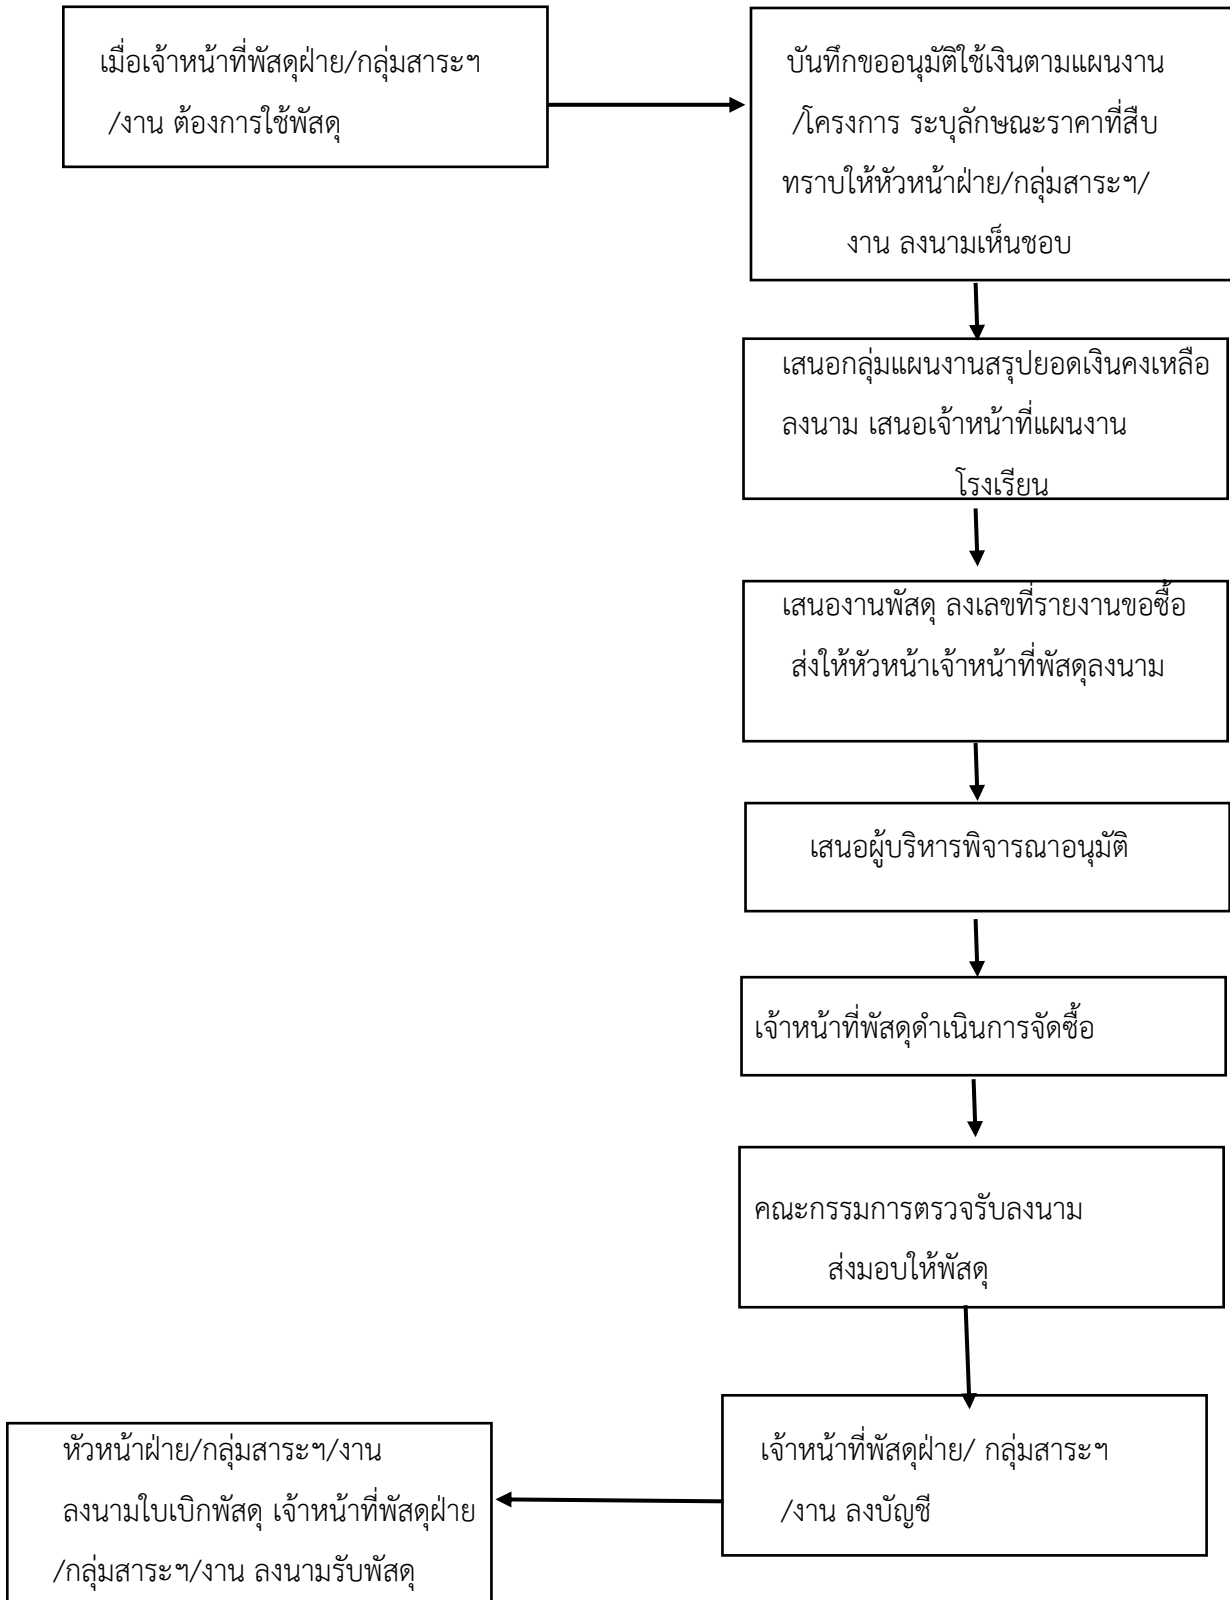 เมื่อเจ้าหน้าที่พัสดุฝ่าย/กลุ่มสาระฯ
/งาน ต้องการใช้พัสดุ
บันทึกขออนุมัติใช้เงินตามแผนงาน
/โครงการ ระบุลักษณะราคาที่สืบ
ทราบให้หัวหน้าฝ่าย/กลุ่มสาระฯ/
งาน ลงนามเห็นชอบ
เสนอกลุ่มแผนงานสรุปยอดเงินคงเหลือ
ลงนาม เสนอเจ้าหน้าที่แผนงาน
โรงเรียน
เสนองานพัสดุ ลงเลขที่รายงานขอซื้อ
ส่งให้หัวหน้าเจ้าหน้าที่พัสดุลงนาม
เสนอผู้บริหารพิจารณาอนุมัติ
เจ้าหน้าที่พัสดุดำเนินการจัดซื้อ
คณะกรรมการตรวจรับลงนาม
ส่งมอบให้พัสดุ
เจ้าหน้าที่พัสดุฝ่าย/ กลุ่มสาระฯ
/งาน ลงบัญชี
หัวหน้าฝ่าย/กลุ่มสาระฯ/งาน
ลงนามใบเบิกพัสดุ เจ้าหน้าที่พัสดุฝ่าย
/กลุ่มสาระฯ/งาน ลงนามรับพัสดุ